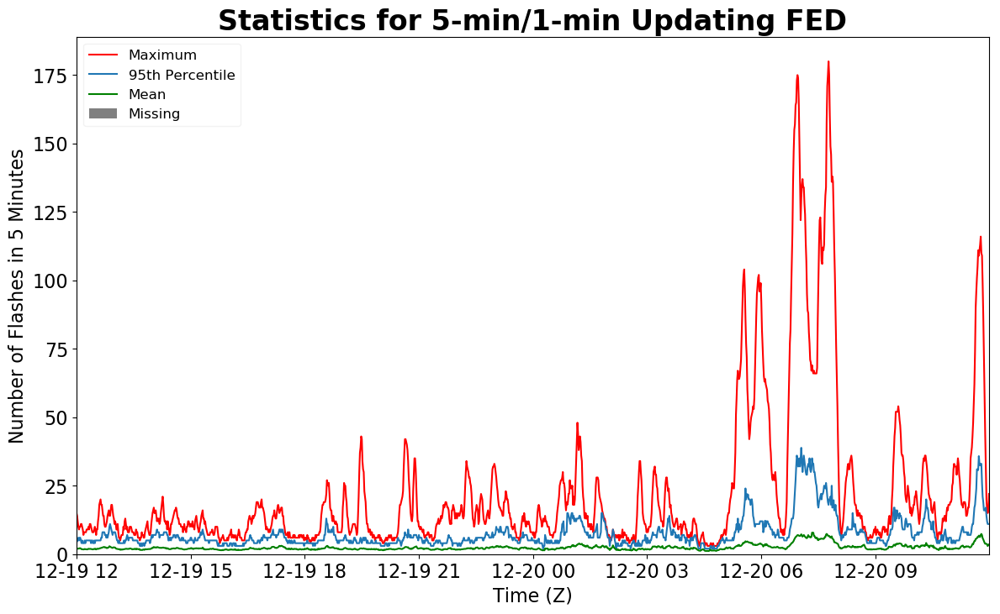 Statistics for 5-min/1-min Updating FED
Maximum
95th Percentile
Mean
Missing
Number of Flashes in 5 Minutes
175
150
125
100
75
50
25
0
12-19 12
12-19 15
12-19 18
12-19 21
12-20 00
12-20 03
12-20 06
12-20 09
Time (Z)